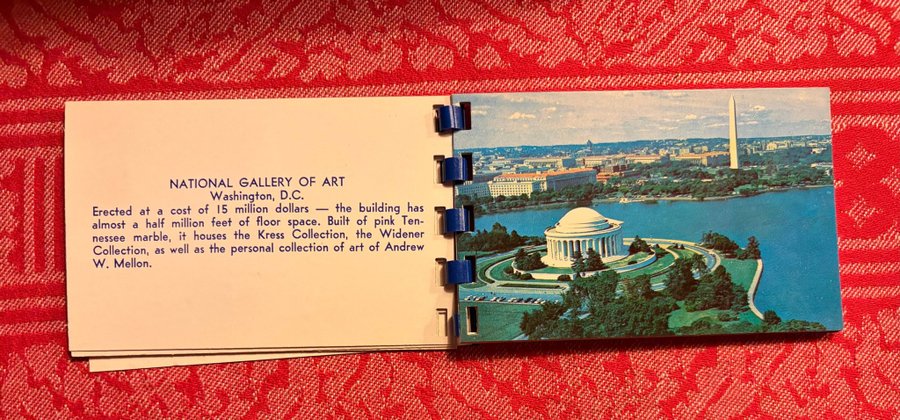 NATIONAL GALLERY OF ART
Washington, D.C.
Erected at a cost of 15 million dollars — the building has
almost a half million feet of floor space. Built of pink Ten-
nessee marble, it houses the Kress Collection, the Widener
Collection, as well as the personal collection of art of Andrew
W. Mellon.